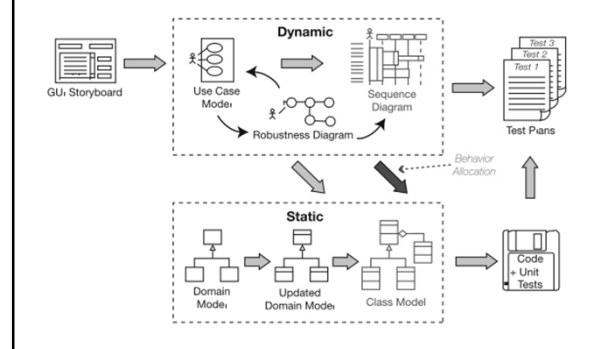 Dynamic
GUI Storyboard
Use Case
Model
Robustness Diagram
Sequence
Diagram
Test 3
Test 2
Test 1
Test Plans
Behavior
Allocation
Static
Domain
Model
Updated
Domain Model
Class Model
Code
+ Unit
Tests